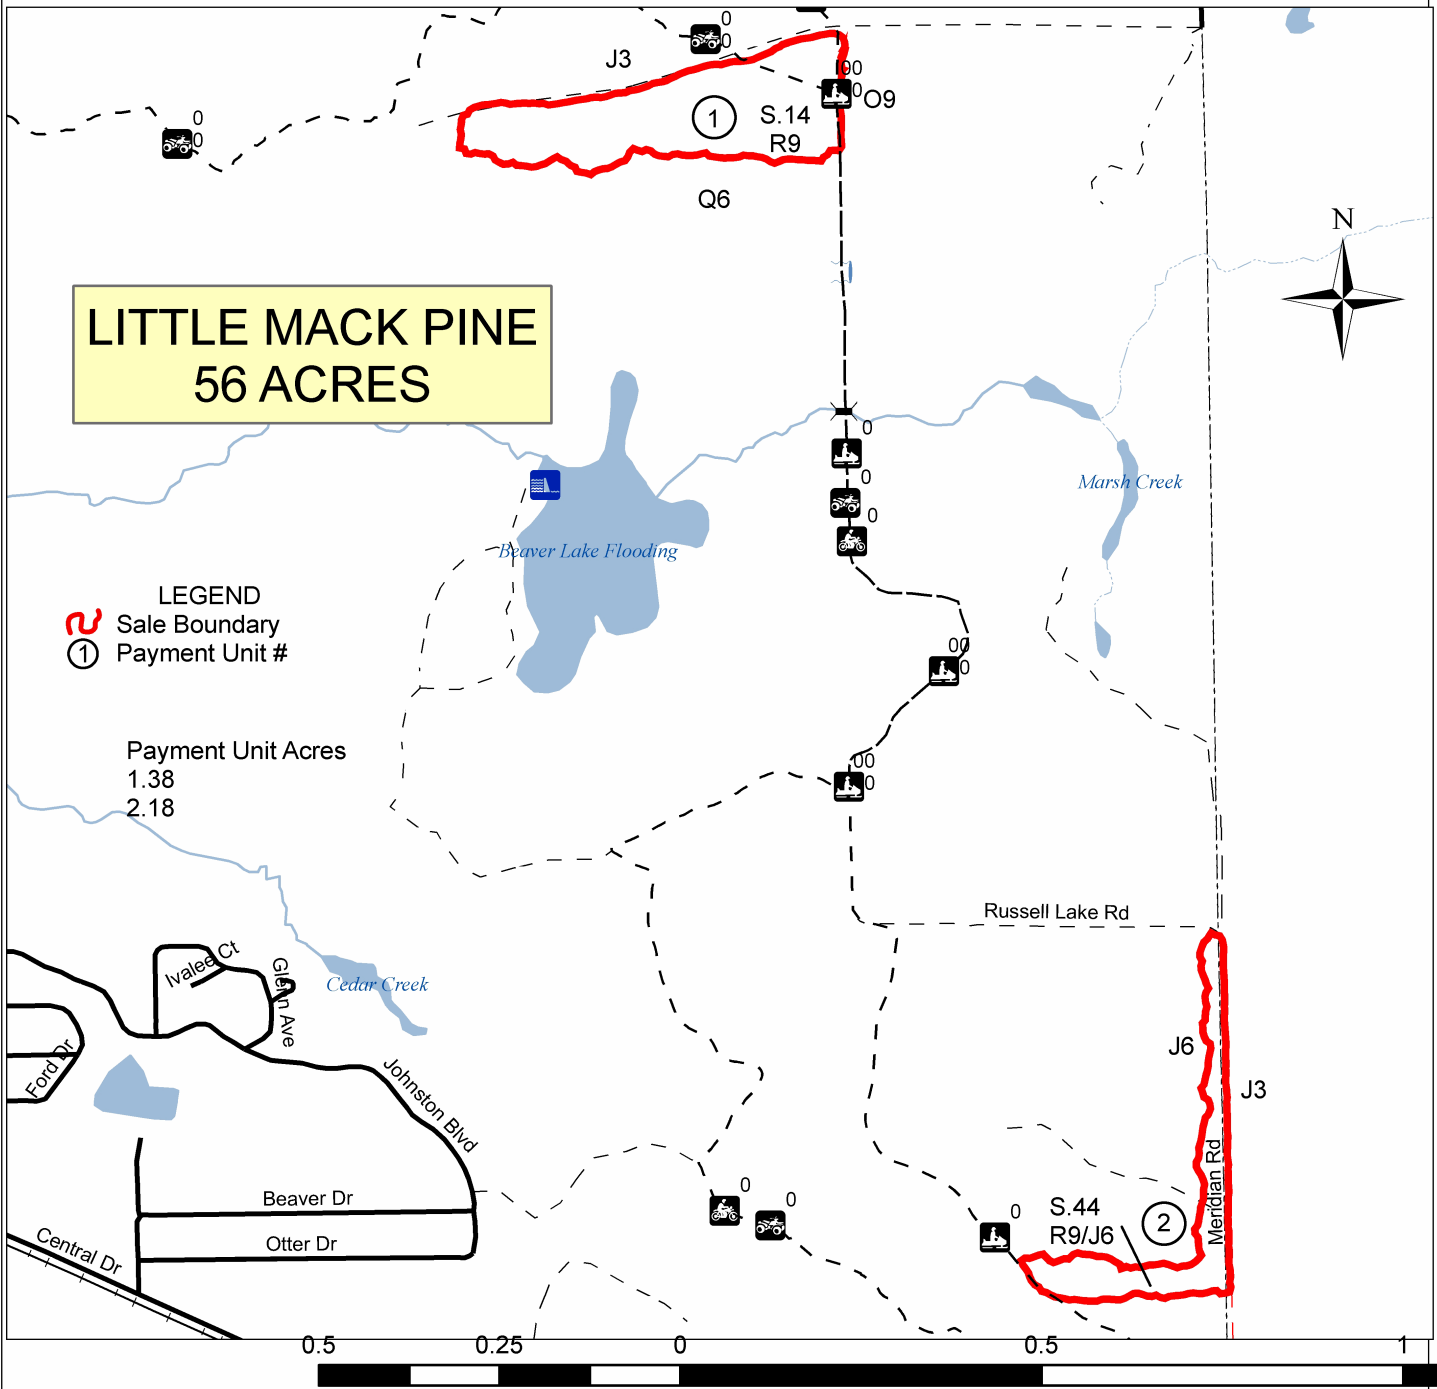 0
0
J3
00
0
O9
1
S.14
R9
0
0
Q6
N
LITTLE MACK PINE
56 ACRES
0
0
Marsh Creek
0
Beaver Lake Flooding
LEGEND
Sale Boundary
1 Payment Unit #
00
0
Payment Unit Acres
1.38
2.18
00
0
Russell Lake Rd
Ivalee Ct
Glenn Ave
Cedar Creek
Ford Dr
Johnston Blvd
J6
J3
Meridian Rd
Beaver Dr
Otter Dr
Central Dr
0
0
0
S.44
R9/J6
2
0.5 0.25 0 0.5 1